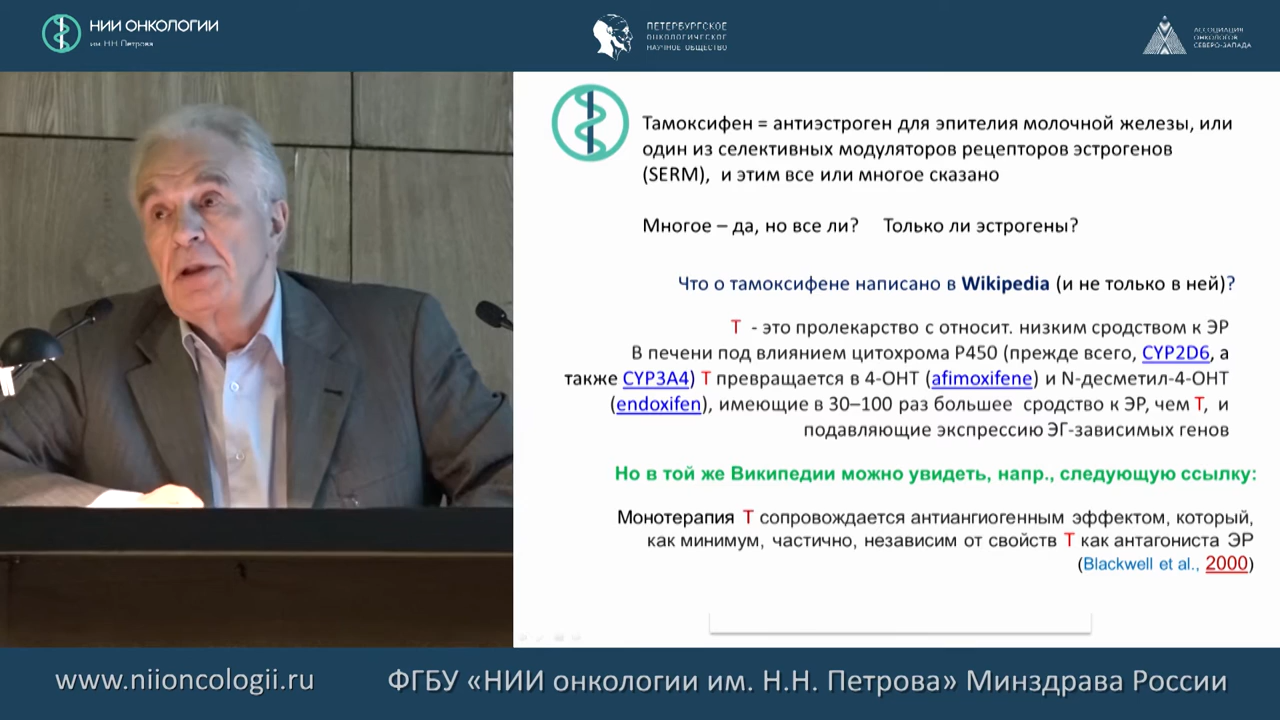 НИИ ОНКОЛОГИИ
им. Н.Н. Петрова
ПЕТЕРБУРГСКОЕ
ОНКОЛОГИЧЕСКОЕ
НАУЧНОЕ ОБЩЕСТВО
АССОЦИАЦИЯ
ОНКОЛОГОВ
СЕВЕРО-ЗАПАДА
Тамоксифен = антиэстроген для эпителия молочной железы, или
один из селективных модуляторов рецепторов эстрогенов
(SERM), и этим все или многое сказано
Многое – да, но все ли? Только ли эстрогены?
Что о тамоксифене написано в Wikipedia (и не только в ней)?
Т - это пролекарство с относит. низким сродством к ЭР
В печени под влиянием цитохрома Р450 (прежде всего, CYP2D6, а
также CYP3A4) Т превращается в 4-ОНТ (afimoxifene) и N-десметил-4-ОНТ
(endoxifen), имеющие в 30–100 раз большее сродство к ЭР, чем Т, и
подавляющие экспрессию ЭГ-зависимых генов
Но в той же Википедии можно увидеть, напр., следующую ссылку:
Монотерапия Т сопровождается антиангиогенным эффектом, который,
как минимум, частично, независим от свойств Т как антагониста ЭР
(Blackwell et al., 2000)
www.niioncologii.ru
ФГБУ «НИИ онкологии им. Н.Н. Петрова» Минздрава России